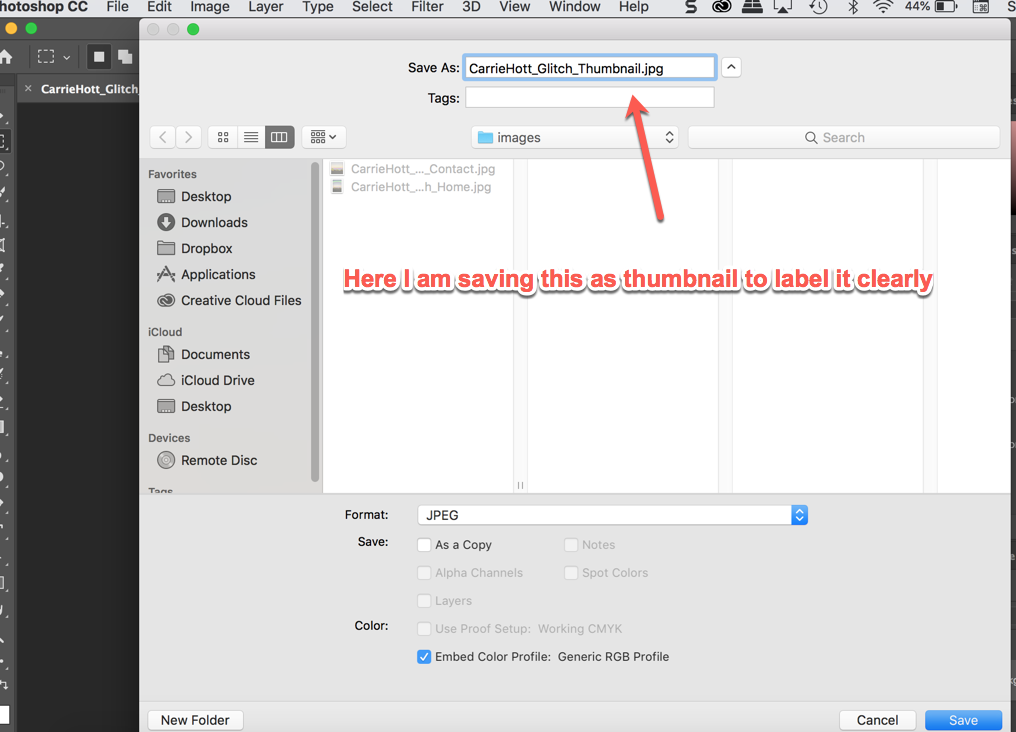 hotoshop CC File Edit Image Layer Type Select Filter 3D View Window Help 44%
CarrieHott_Glitch_
Save As: CarrieHott_Glitch_Thumbnail.jpg
Tags:
images Search
Favorites
Desktop
Downloads
Dropbox
Applications
Creative Cloud Files
iCloud
Documents
iCloud Drive
Desktop
Devices
Remote Disc
Tags
CarrieHott_..._Contact.jpg
CarrieHott_...h_Home.jpg
Here I am saving this as thumbnail to label it clearly
Format: JPEG
Save: As a Copy Notes
Alpha Channels Spot Colors
Layers
Color: Use Proof Setup: Working CMYK
Embed Color Profile: Generic RGB Profile
New Folder Cancel Save